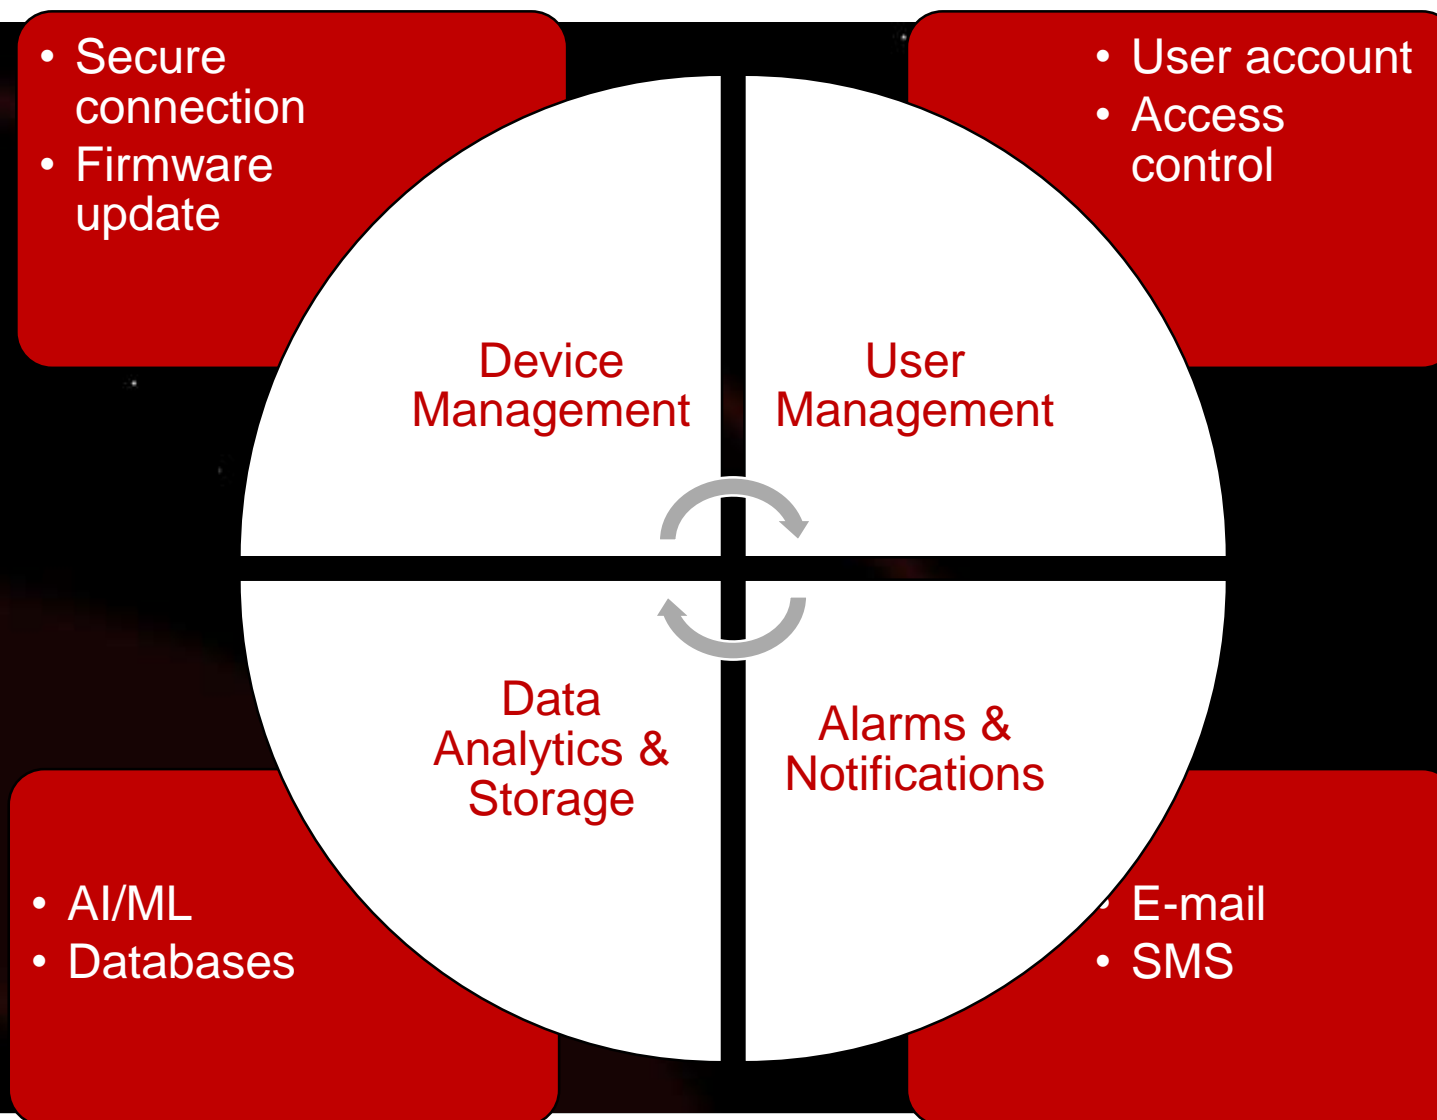 • Secure
connection
• Firmware
update
• User account
• Access
control
Device
Management
User
Management
Data
Analytics &
Storage
Alarms &
Notifications
• AI/ML
• Databases
• E-mail
• SMS